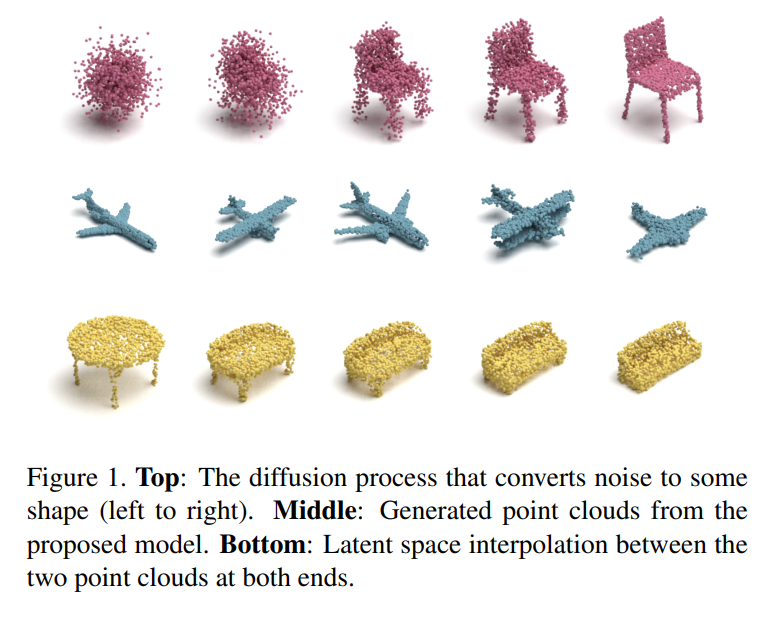 Figure 1. Top: The diffusion process that converts noise to some
shape (left to right). Middle: Generated point clouds from the
proposed model. Bottom: Latent space interpolation between the
two point clouds at both ends.